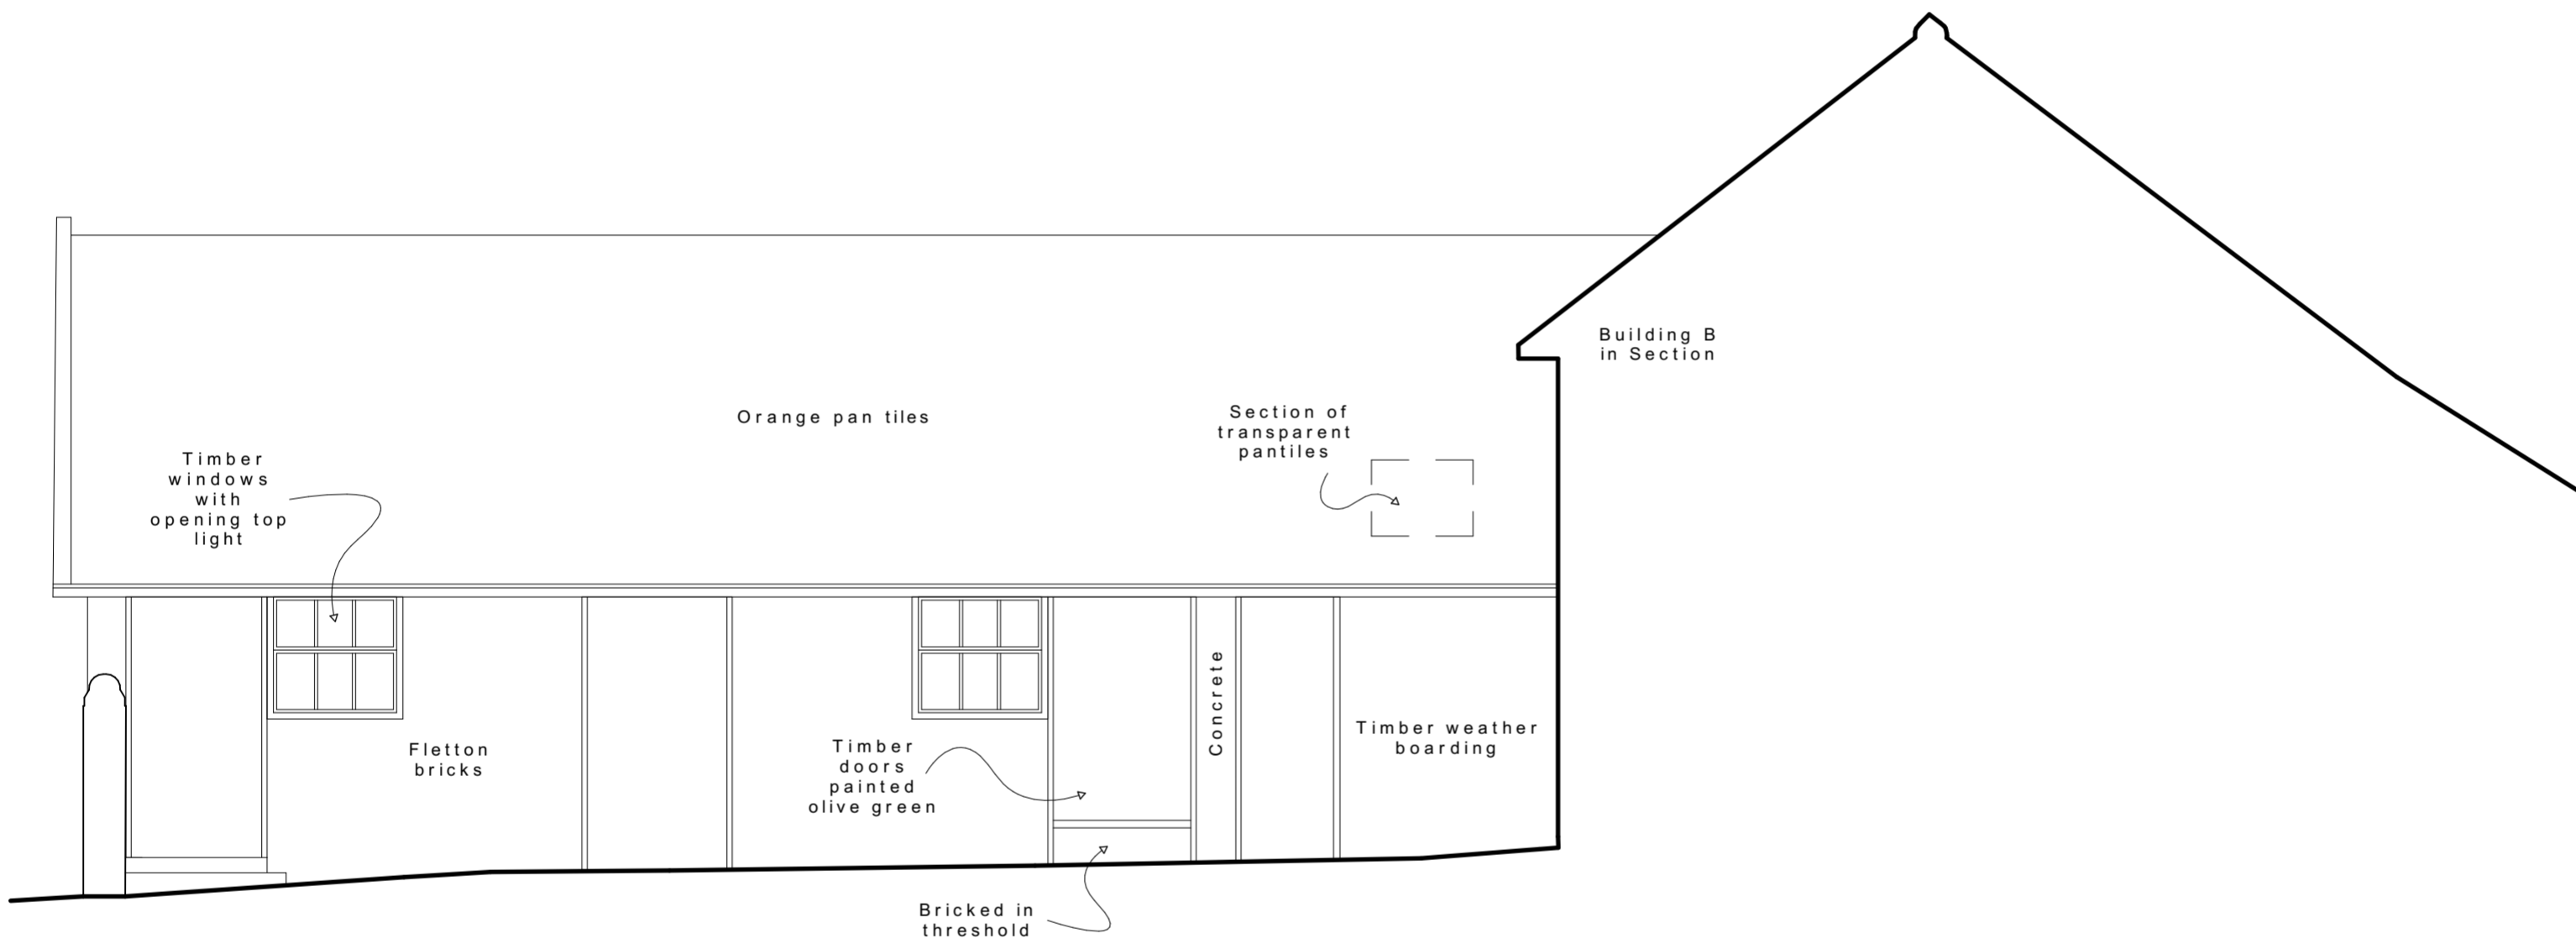 Building B
in Section
Orange pan tiles
Section of
transparent
pantiles
Timber
windows
with
opening top
light
Fletton
bricks
Timber
doors
painted
olive green
Concrete
Timber weather
boarding
Bricked in
threshold